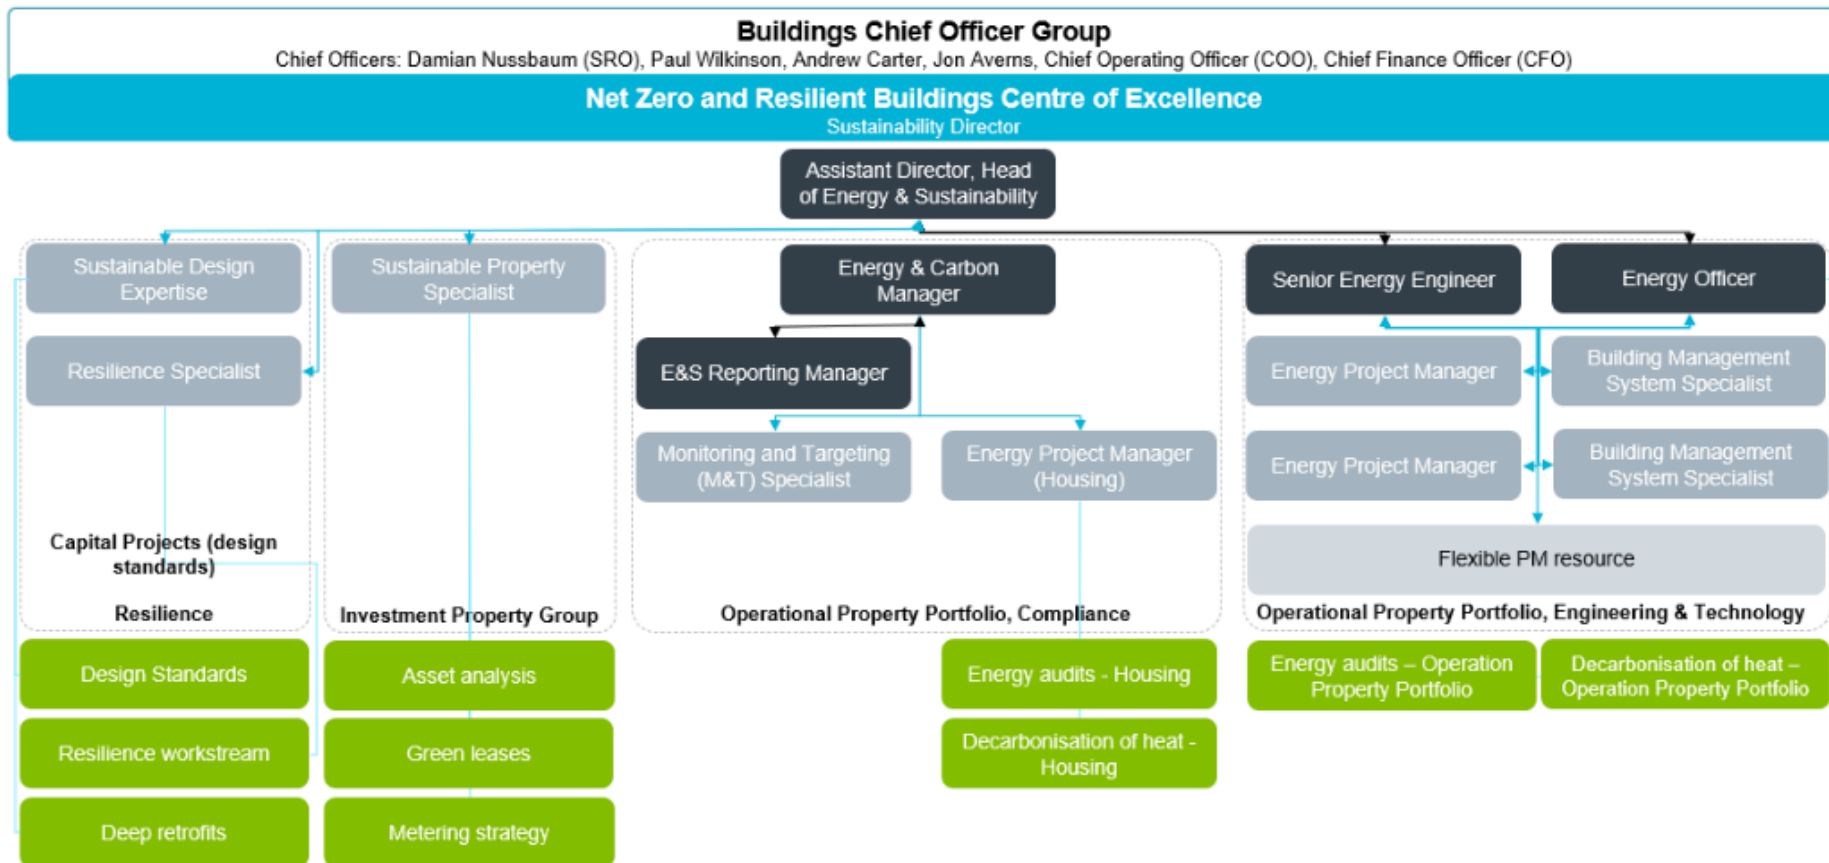 Buildings Chief Officer Group
Chief Officers: Damian Nussbaum (SRO), Paul Wilkinson, Andrew Carter, Jon Averns, Chief Operating Officer (COO), Chief Finance Officer (CFO)
Net Zero and Resilient Buildings Centre of Excellence
Sustainability Director
Assistant Director, Head
of Energy & Sustainability
Sustainable Design
Expertise
Resilience Specialist
Capital Projects (design
standards)
Resilience
Design Standards
Resilience workstream
Deep retrofits
Sustainable Property
Specialist
Investment Property Group
Asset analysis
Green leases
Metering strategy
Energy & Carbon
Manager
E&S Reporting Manager
Monitoring and Targeting
(M&T) Specialist
Energy Project Manager
(Housing)
Operational Property Portfolio, Compliance
Energy audits - Housing
Decarbonisation of heat -
Housing
Senior Energy Engineer
Energy Officer
Energy Project Manager
Building Management
System Specialist
Energy Project Manager
Building Management
System Specialist
Flexible PM resource
Operational Property Portfolio, Engineering & Technology
Energy audits – Operation
Property Portfolio
Decarbonisation of heat –
Operation Property Portfolio